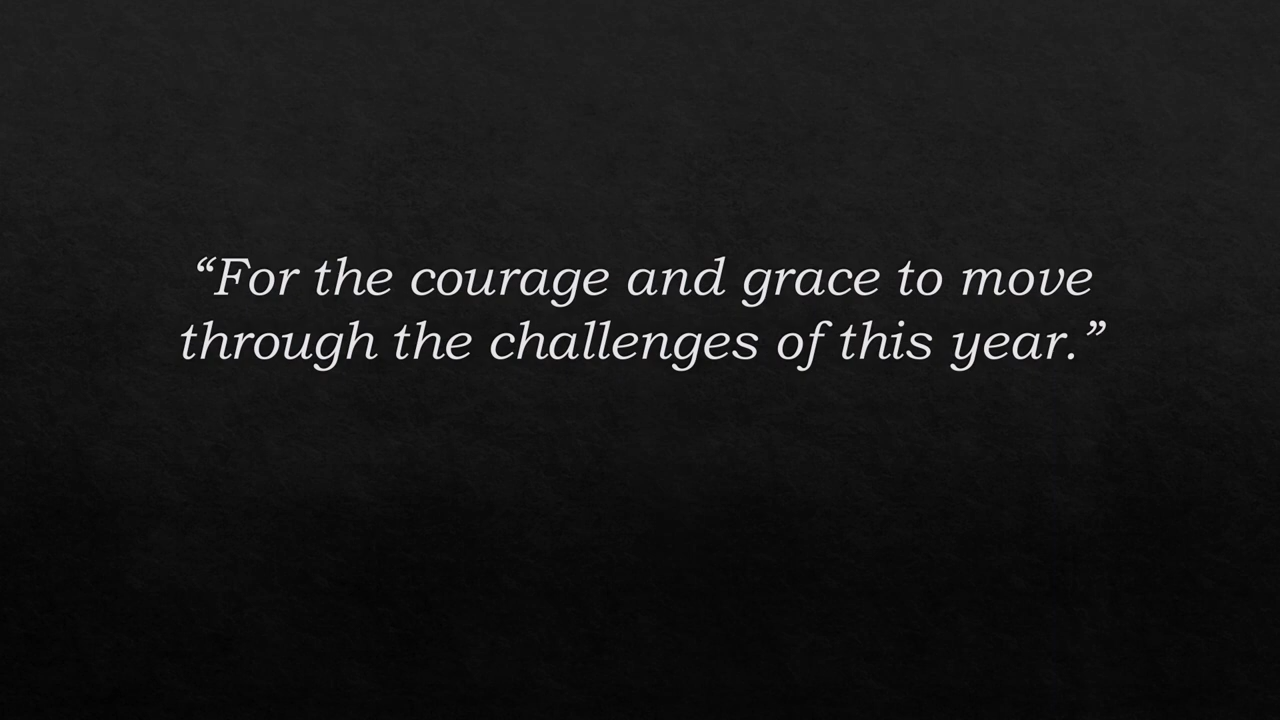 “For the courage and grace to move
through the challenges of this year.”